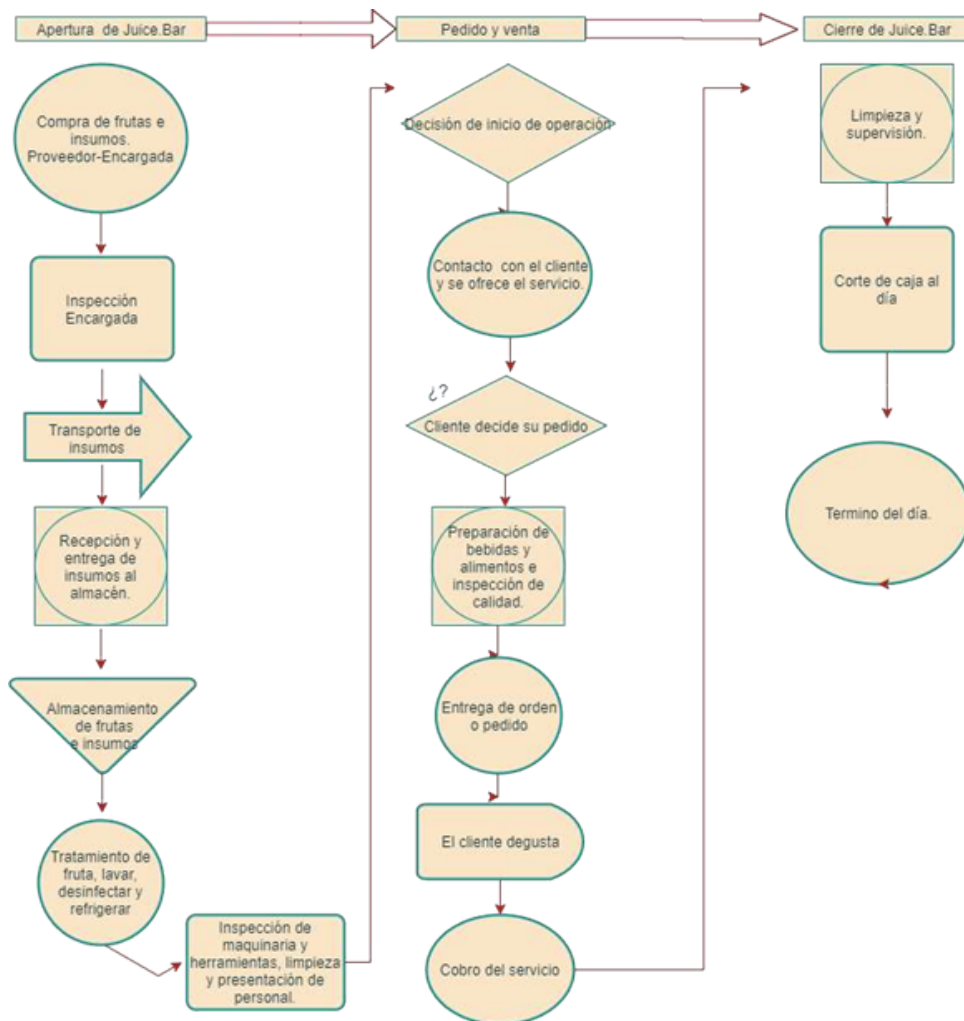 Apertura de Juice.Bar
Pedido y venta
Cierre de Juice.Bar
Compra de frutas e
insumos.
Proveedor-Encargada
Inspección
Encargada
Transporte de
insumos
Recepción y
entrega de
insumos al
almacén.
Almacenamiento
de frutas
e insumos
Tratamiento de
fruta, lavar,
desinfectar y
refrigerar
Inspección de
maquinaria y
herramientas, limpieza
y presentación de
personal.
Decisión de inicio de operación
Contacto con el cliente
y se ofrece el servicio.
¿?
Cliente decide su pedido
Preparación de
bebidas y
alimentos e
inspección de
calidad.
Entrega de orden
o pedido
El cliente degusta
Cobro del servicio
Limpieza y
supervisión.
Corte de caja al
día
Termino del día.